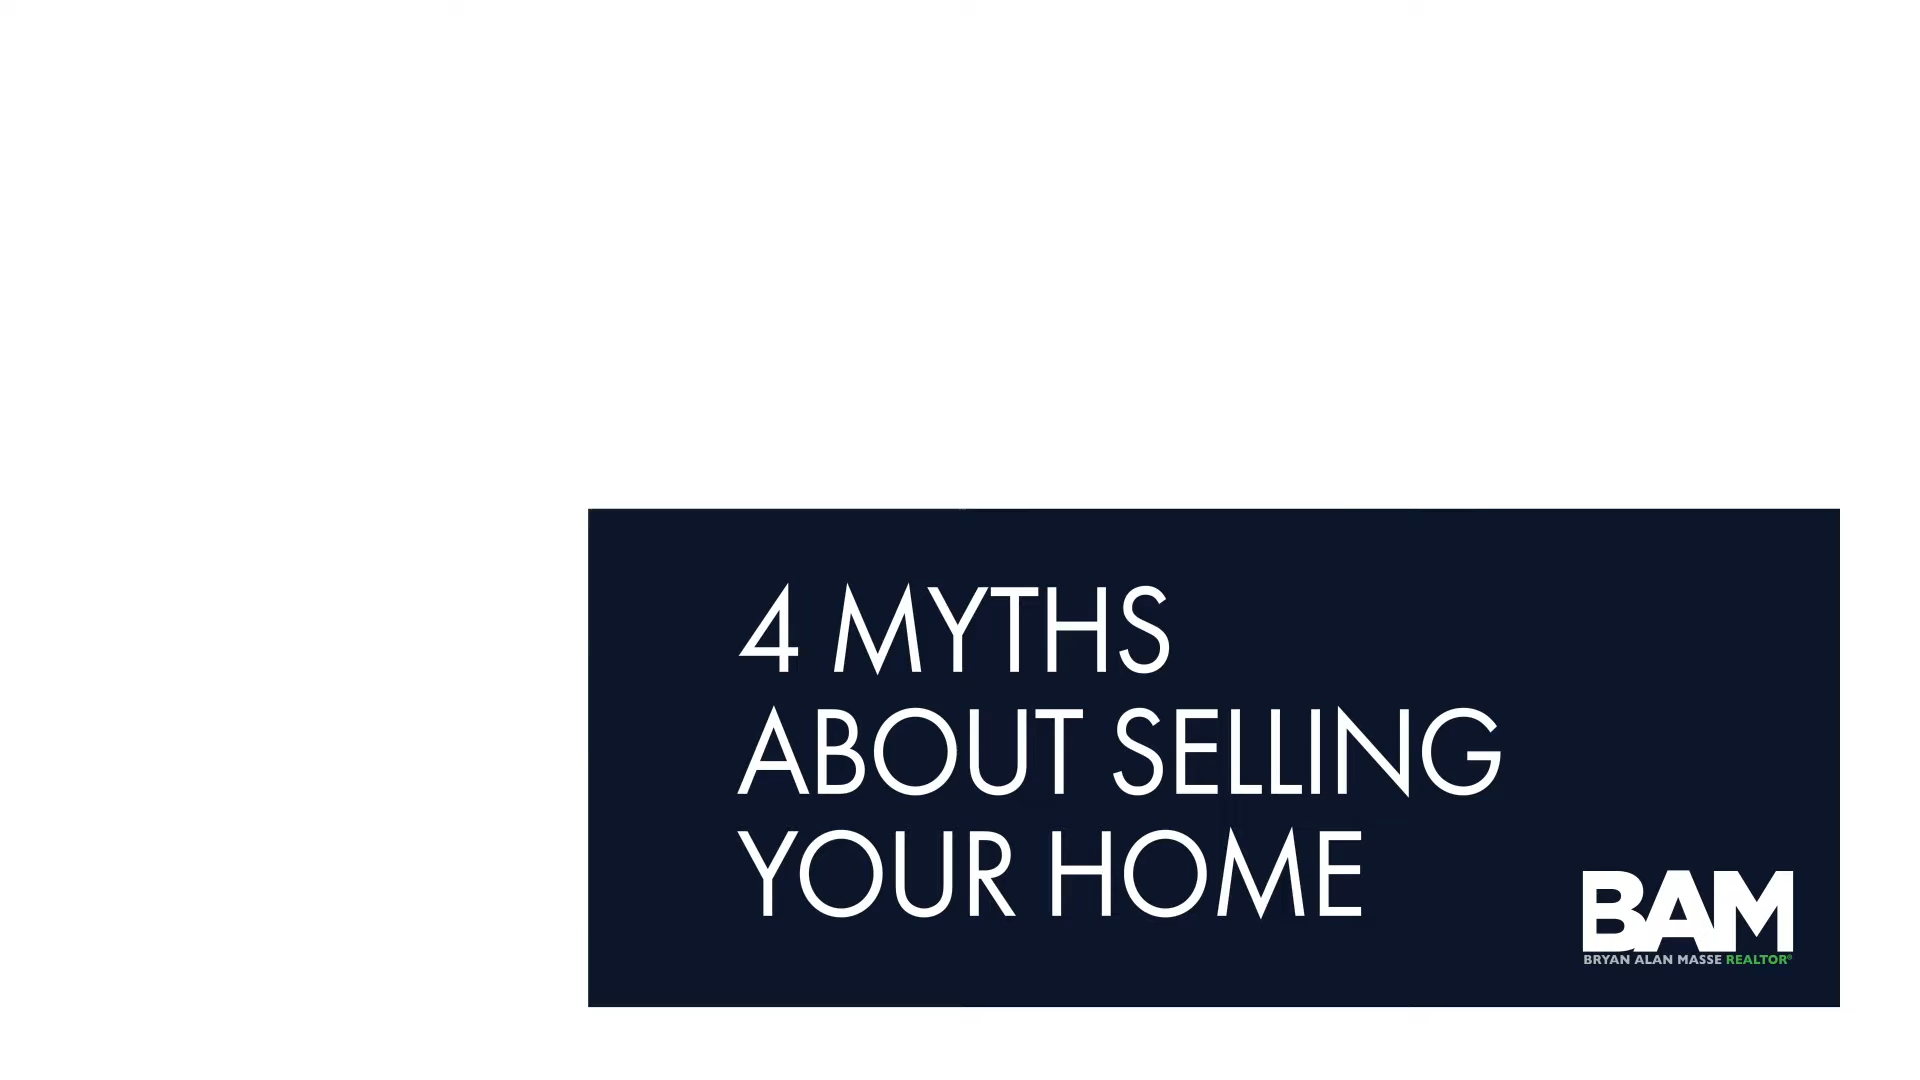 4 MYTHS
ABOUT SELLING
YOUR HOME
BAM
BRYAN ALAN MASSE REALTOR®